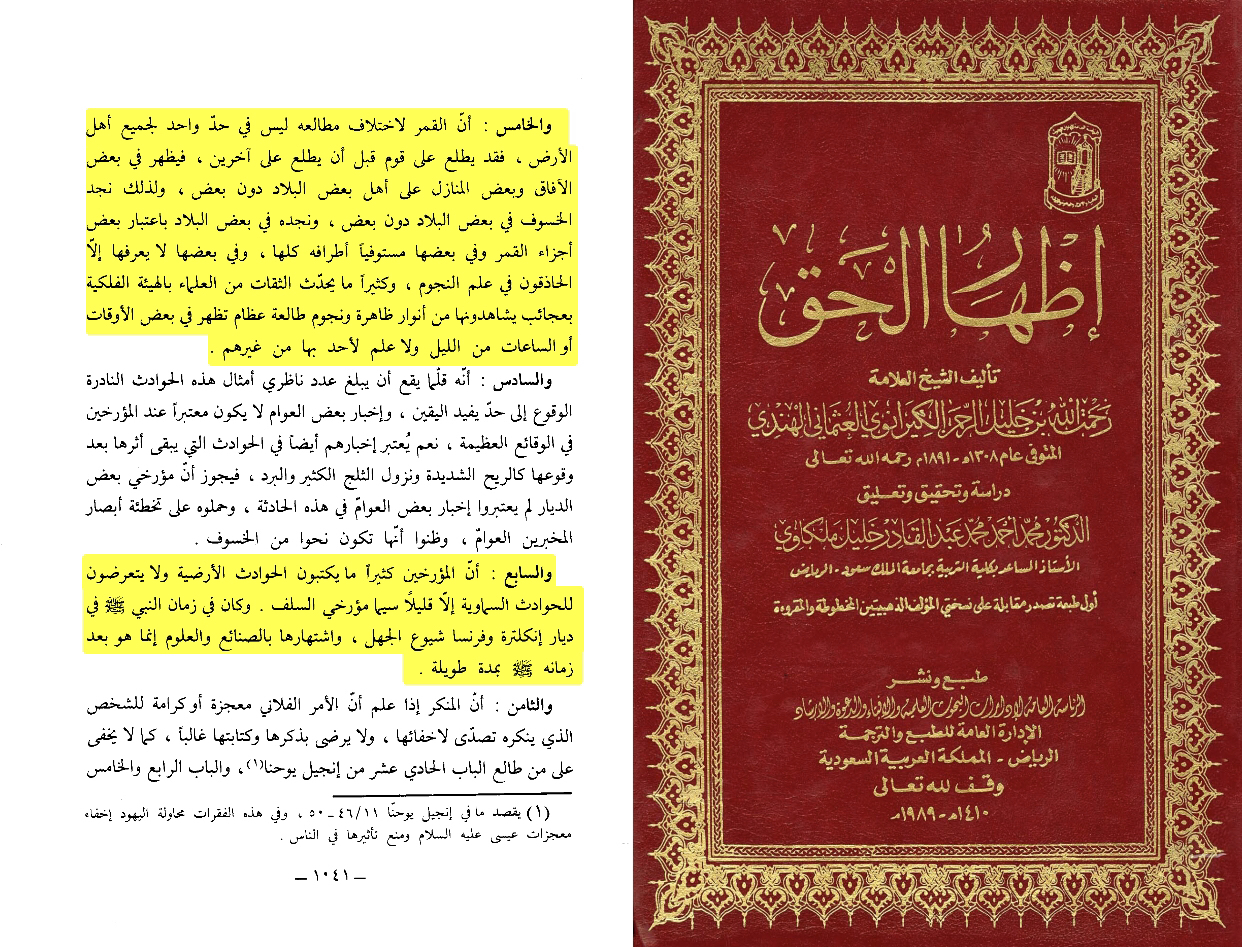 والخامس : أنّ القمر لاختلاف مطالعه ليس في حدّ واحد لجميع أهل
الأرض ، فقد يطلع على قوم قبل أن يطلع على آخرين ، فيظهر في بعض
الآفاق وبعض المنازل على أهل بعض البلاد دون بعض ، ولذلك نجد
الخسوف في بعض البلاد دون بعض ، ونجده في بعض البلاد باعتبار بعض
أجزاء القمر وفي بعضها مستوفياً أطرافه كلها ، وفي بعضها لا يعرفها إلّا
الحاذقون في علم النجوم ، وكثيراً ما يحدّث الثقات من العلماء بالهيئة الفلكية
بعجائب يشاهدونها من أنوار ظاهرة ونجوم طالعة عظام تظهر في بعض الأوقات
أو الساعات من الليل ولا علم لأحد بها من غيرهم .
والسادس : أنّه قلّما يقع أن يبلغ عدد ناظري أمثال هذه الحوادث النادرة
الوقوع إلى حدّ يفيد اليقين ، وإخبار بعض العوام لا يكون معتبراً عند المؤرخين
في الوقائع العظيمة ، نعم يُعتبر إخبارهم أيضاً في الحوادث التي يبقى أثرها بعد
وقوعها كالريح الشديدة ونزول الثلج الكثير والبرد ، فيجوز أنّ مؤرخي بعض
الديار لم يعتبروا إخبار بعض العوامّ في هذه الحادثة ، وحملوه على تخطئة أبصار
المخبرين العوامّ ، وظنوا أنّها تكون نحوا من الخسوف .
والسابع : أنّ المؤرخين كثيراً ما يكتبون الحوادث الأرضية ولا يتعرضون
للحوادث السماوية إلّا قليلًا سيما مؤرخي السلف . وكان في زمان النبي ﷺ في
ديار إنكلترة وفرنسا شيوع الجهل ، واشتهارها بالصنائع والعلوم إنما هو بعد
زمانه ﷺ بمدة طويلة .
والثامن : أنّ المنكر إذا علم أنّ الأمر الفلاني معجزة أو كرامة للشخص
الذي ينكره تصدّى لاخفائها ، ولا يرضى بذكرها وكتابتها غالباً ، كما لا يخفى
على من طالع الباب الحادي عشر من إنجيل يوحنا(١)، والباب الرابع والخامس
(١) يقصد ما في إنجيل يوحنّا ١١/٤٦ـ٥٠ ، وفي هذه الفقرات محاولة اليهود إخفاء
معجزات عيسى عليه السلام ومنع تأثيرها في الناس .
ـ ١٠٤١ ـ
إظهار الحق
تأليف الشيخ العلامة
رحمت الله بن خليل الرحمن الكيرانوي العثماني الهندي
المتوفى عام ١٣٠٨هـ - ١٨٩١م رحمه الله تعالى
دراسة وتحقيق وتعليق
الدكتور محمد أحمد محمد عبد القادر خليل ملكاوي
الأستاذ المساعد بكلية التربية بجامعة الملك سعود - الرياض
أول طبعة تصدر مقابلة على نسختي المؤلف الذهبيتين المخطوطة والمقروءة
طبع ونشر
الرئاسة العامة لإدارات البحوث العلمية والإفتاء والدعوة والإرشاد
الإدارة العامة للطبع والترجمة
الرياض - المملكة العربية السعودية
وقف لله تعالى
١٤١٠هـ - ١٩٨٩م